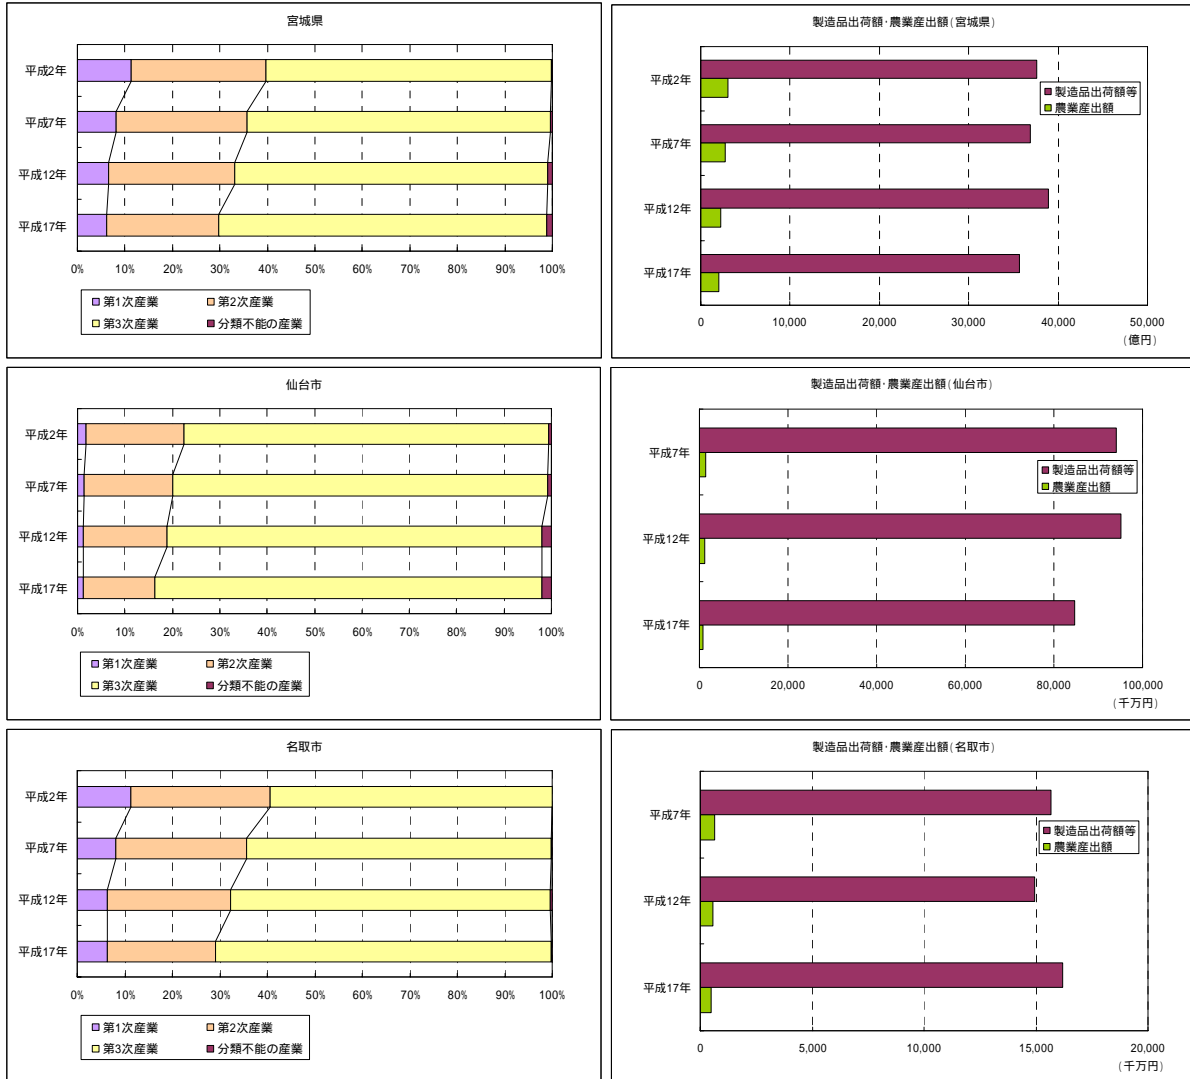 宮城県
平成2年
平成7年
平成12年
平成17年
0% 10% 20% 30% 40% 50% 60% 70% 80% 90% 100%
第1次産業 第2次産業
第3次産業 分類不能の産業
製造品出荷額・農業産出額(宮城県)
平成2年
平成7年
平成12年
平成17年
製造品出荷額等
農業産出額
0 10,000 20,000 30,000 40,000 50,000
(億円)
仙台市
平成2年
平成7年
平成12年
平成17年
0% 10% 20% 30% 40% 50% 60% 70% 80% 90% 100%
第1次産業 第2次産業
第3次産業 分類不能の産業
製造品出荷額・農業産出額(仙台市)
平成7年
平成12年
平成17年
製造品出荷額等
農業産出額
0 20,000 40,000 60,000 80,000 100,000
(千万円)
名取市
平成2年
平成7年
平成12年
平成17年
0% 10% 20% 30% 40% 50% 60% 70% 80% 90% 100%
第1次産業 第2次産業
第3次産業 分類不能の産業
製造品出荷額・農業産出額(名取市)
平成7年
平成12年
平成17年
製造品出荷額等
農業産出額
0 5,000 10,000 15,000 20,000
(千万円)